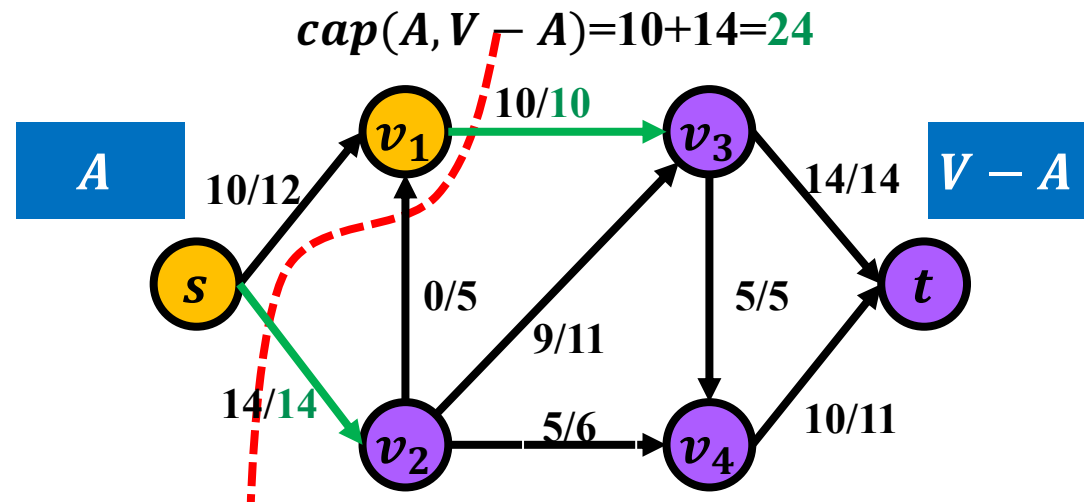 cap(A, V − A)=10+14=24
10/10
v₁
v₃
A
V − A
10/12
14/14
s
t
0/5
5/5
9/11
14/14
5/6
10/11
v₂
v₄